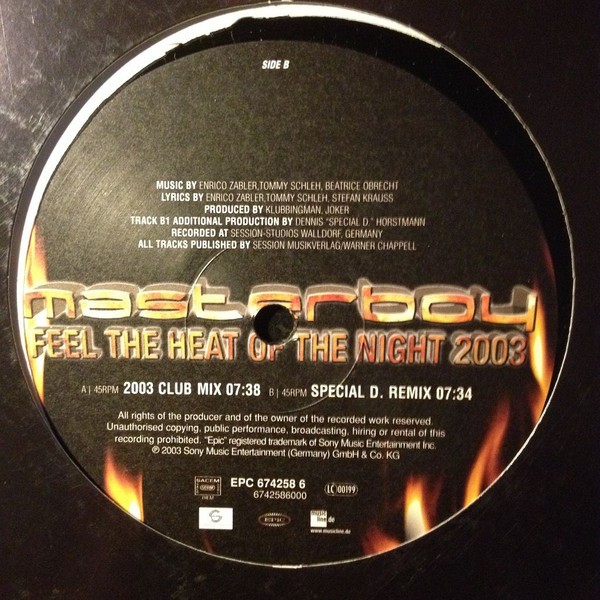 SIDE B
MUSIC BY ENRICO ZABLER,TOMMY SCHLEH, BEATRICE OBRECHT
LYRICS BY ENRICO ZABLER,TOMMY SCHLEH. STEFAN KRAUSS
PRODUCED BY KLUBBINGMAN, JOKER
TRACK B1 ADDITIONAL PRODUCTION BY DENNIS "SPECIAL D." HORSTMANN
RECORDED AT SESSION-STUDIOS WALLDORF, GERMANY
ALL TRACKS PUBLISHED BY SESSION MUSIKVERLAG/WARNER CHAPPELL
masterboy
FEEL THE HEAT OF THE NIGHT 2003
A | 45RPM 2003 CLUB MIX 07:38 B | 45RPM SPECIAL D. REMIX 07:34
All rights of the producer and of the owner of the recorded work reserved.
Unauthorised copying, public performance, broadcasting, hiring or rental of this
recording prohibited. "Epic" registered trademark of Sony Music Entertainment Inc.
℗ 2003 Sony Music Entertainment (Germany) GmbH & Co. KG
SACEM EPC 674258 6 LC 00199
6742586000
EPIC music line.de
www.musicline.de